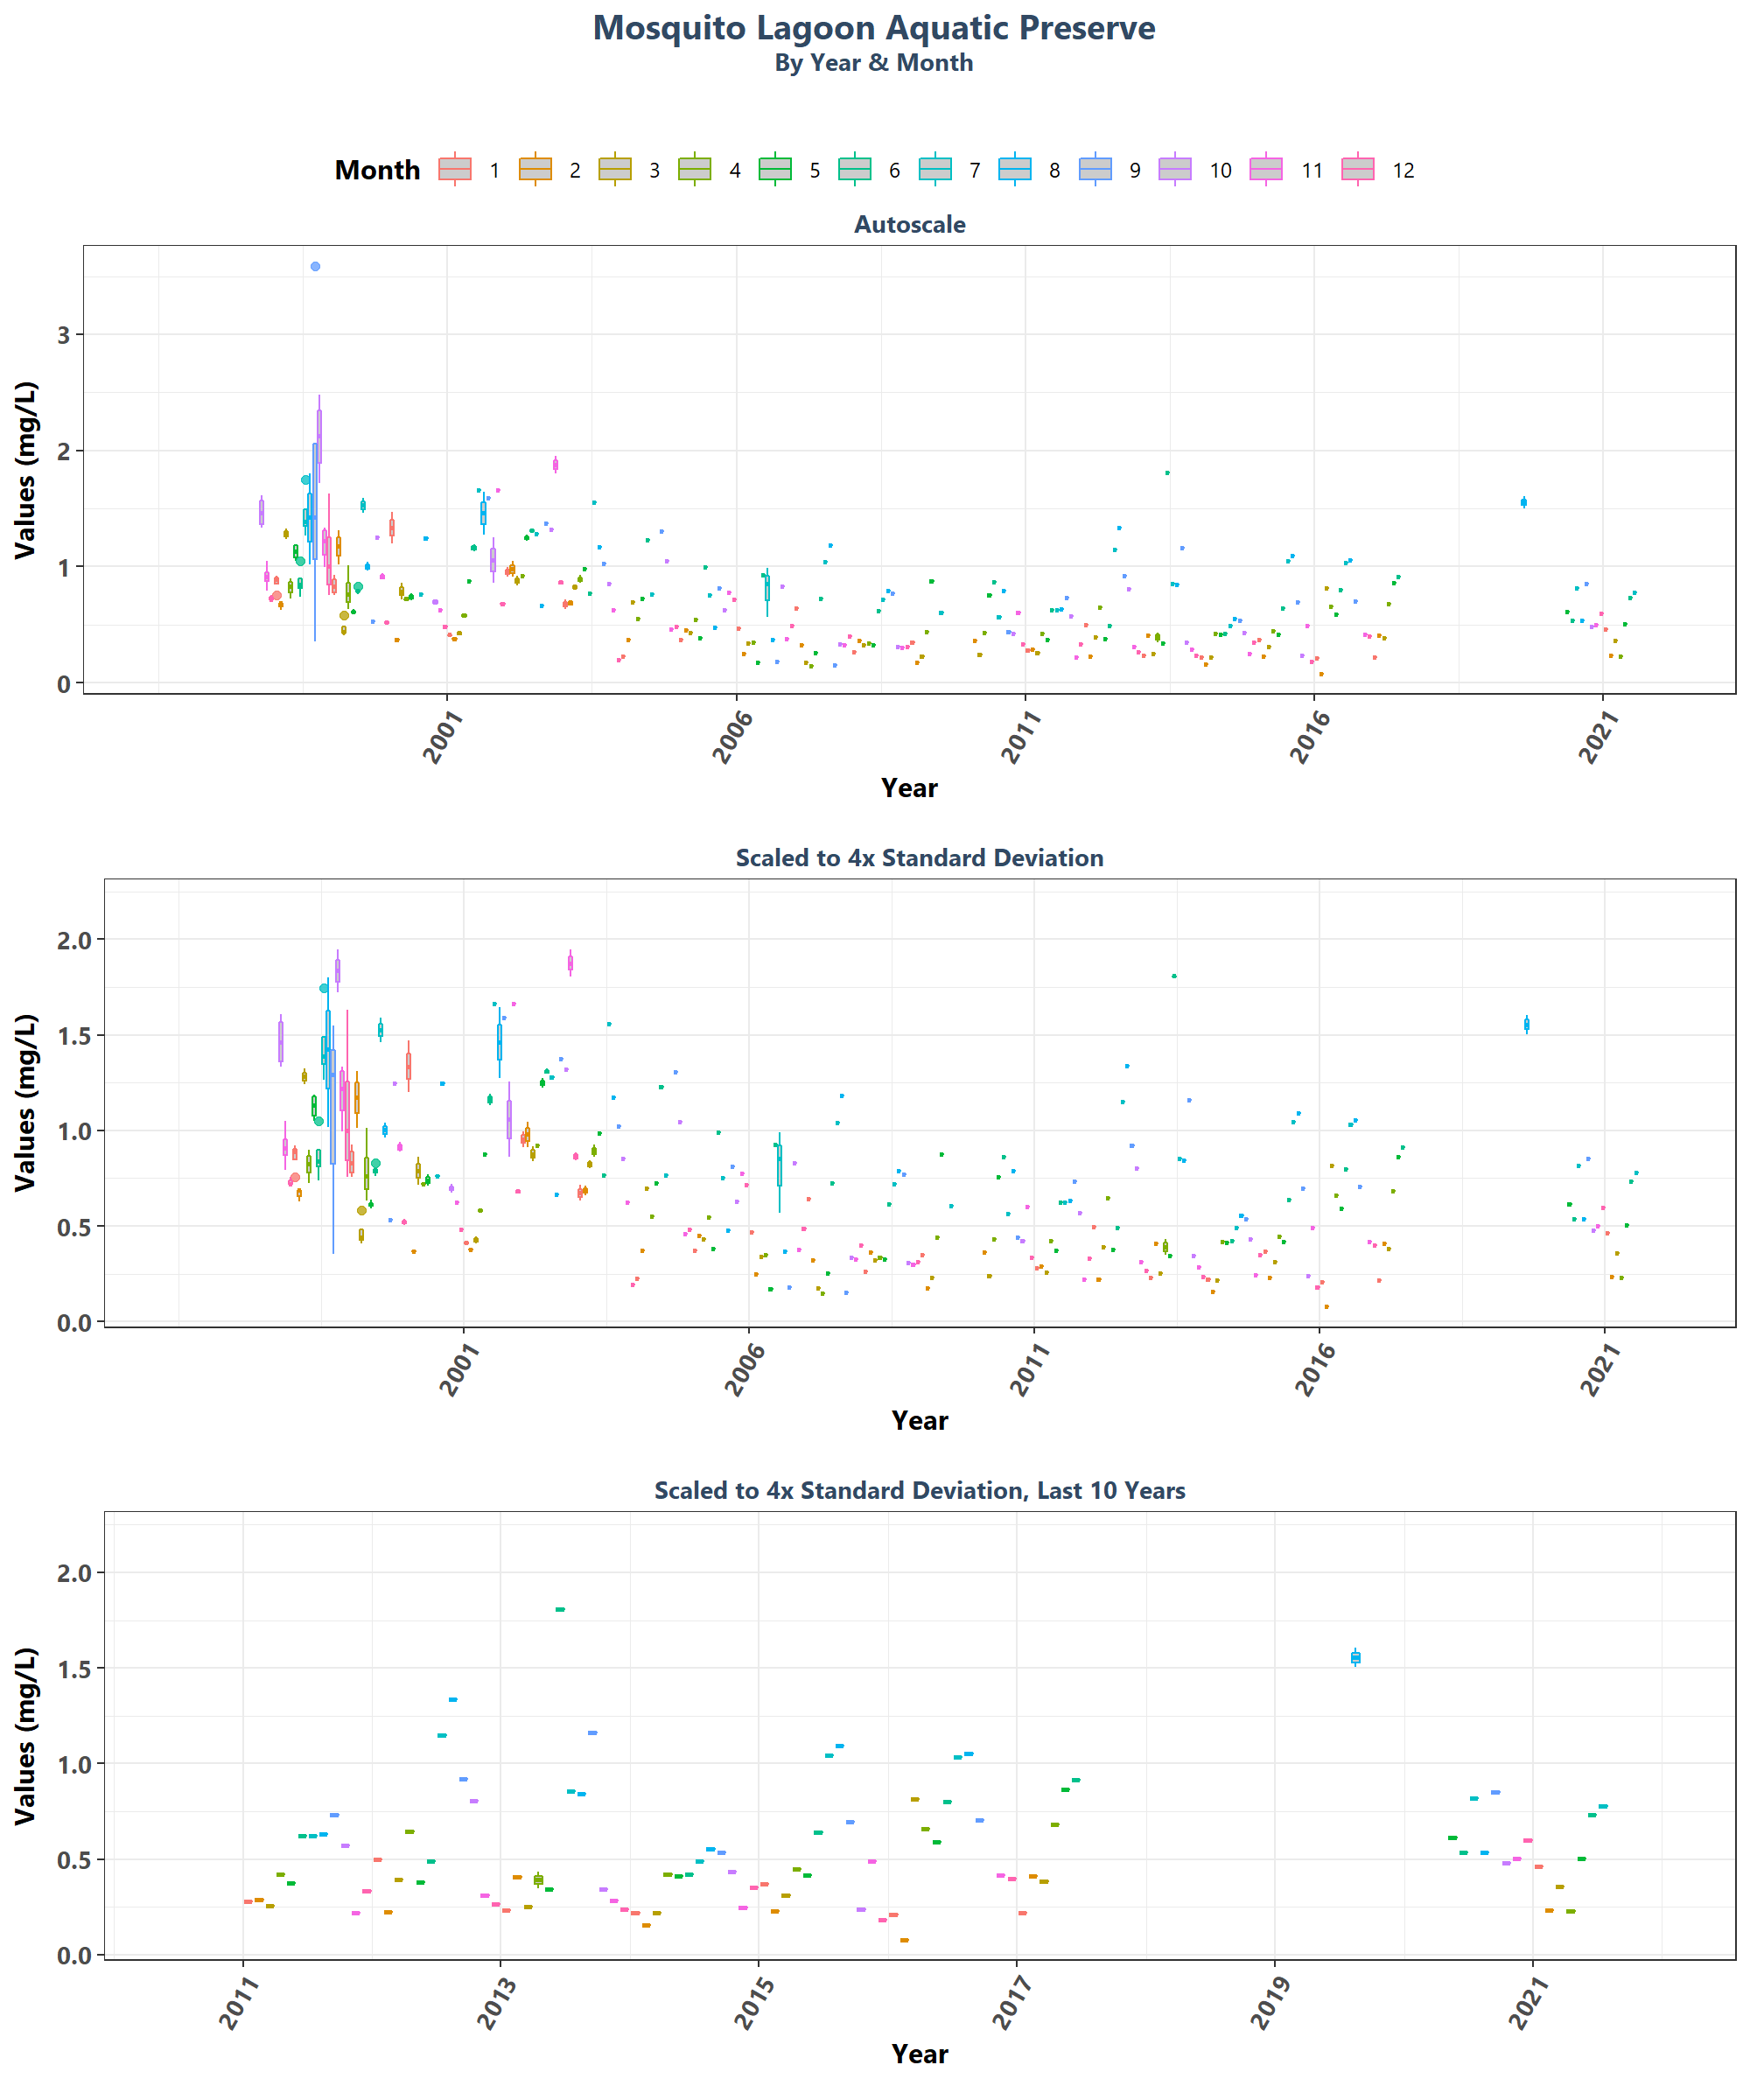 Mosquito Lagoon Aquatic Preserve
By Year & Month
Month 1 2 3 4 5 6 7 8 9 10 11 12
Autoscale
Values (mg/L)
3
2
1
0
2001 2006 2011 2016 2021
Year
Scaled to 4x Standard Deviation
Values (mg/L)
2.0
1.5
1.0
0.5
0.0
2001 2006 2011 2016 2021
Year
Scaled to 4x Standard Deviation, Last 10 Years
Values (mg/L)
2.0
1.5
1.0
0.5
0.0
2011 2013 2015 2017 2019 2021
Year